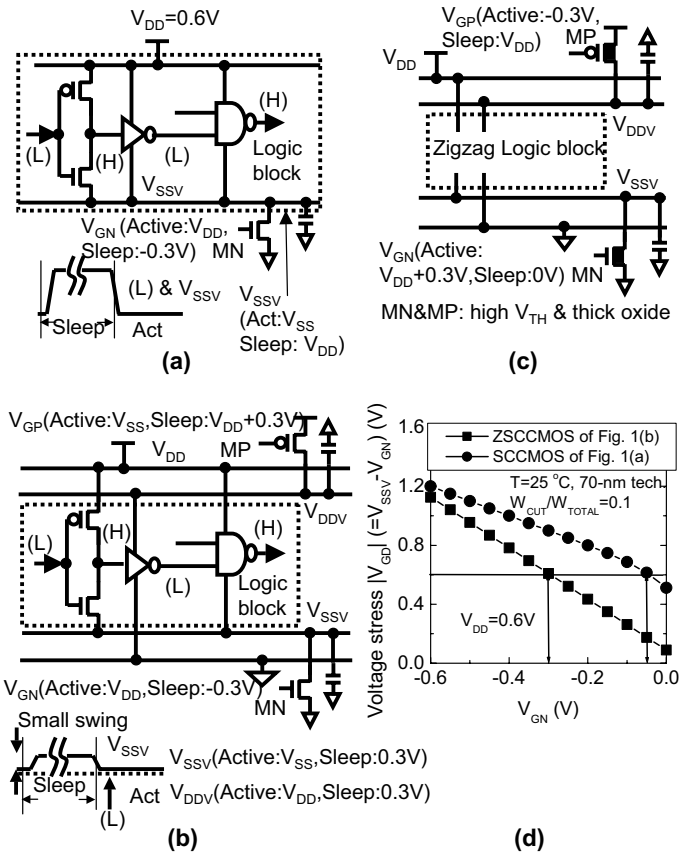 V_DD=0.6V
(H)
(L)
(H)
(L)
Logic
block
V_SSV
V_GN(Active:V_DD,
Sleep:-0.3V)
MN
(L) & V_SSV
Sleep
Act
V_SSV
(Act:V_SS
Sleep: V_DD)
(a)
V_GP(Active:-0.3V,
Sleep:V_DD)
MP
V_DD
V_DDV
Zigzag Logic block
V_SSV
V_GN(Active:
V_DD+0.3V,Sleep:0V)
MN
MN&MP: high V_TH & thick oxide
(c)
V_GP(Active:V_SS,Sleep:V_DD+0.3V)
V_DD
MP
V_DDV
(H)
(H)
(L)
(L)
Logic
block
V_SSV
V_GN(Active:V_DD,Sleep:-0.3V)
MN
Small swing
V_SSV
Sleep
Act
(L)
V_SSV(Active:V_SS,Sleep:0.3V)
V_DDV(Active:V_DD,Sleep:0.3V)
(b)
Voltage stress |V_GD| (=V_SSV-V_GN) (V)
1.6
1.2
0.8
0.4
0.0
ZSCCMOS of Fig. 1(b)
SCCMOS of Fig. 1(a)
T=25 °C, 70-nm tech.
W_CUT/W_TOTAL=0.1
V_DD=0.6V
-0.6
-0.4
-0.2
0.0
V_GN (V)
(d)